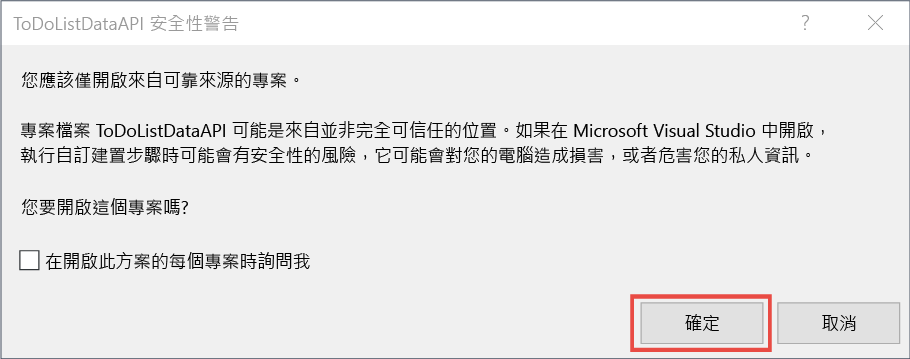 ToDoListDataAPI 安全性警告
您應該僅開啟來自可靠來源的專案。
專案檔案 ToDoListDataAPI 可能是來自並非完全可信任的位置。如果在 Microsoft Visual Studio 中開啟，
執行自訂建置步驟時可能會有安全性的風險，它可能會對您的電腦造成損害，或者危害您的私人資訊。
您要開啟這個專案嗎?
在開啟此方案的每個專案時詢問我
確定 取消